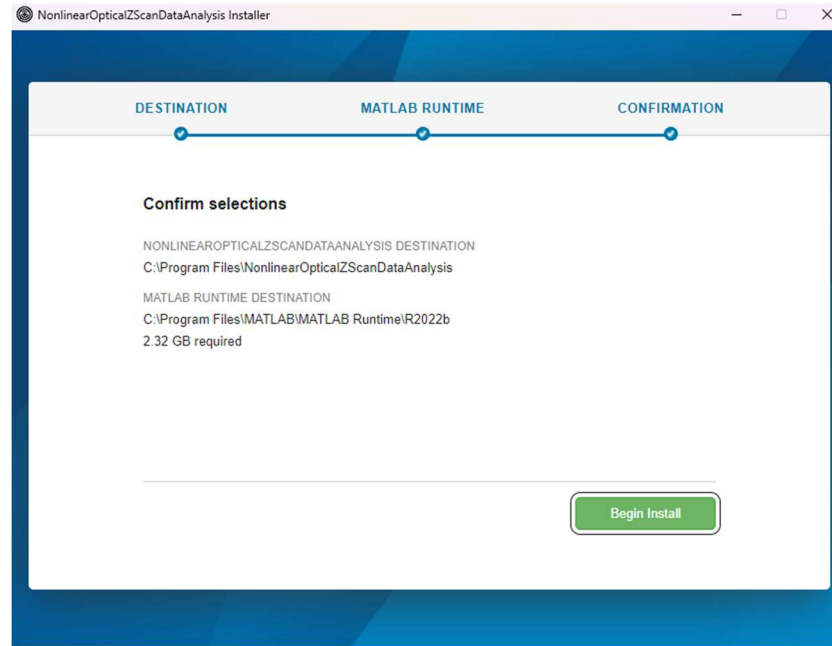 NonlinearOpticalZScanDataAnalysis Installer
DESTINATION
MATLAB RUNTIME
CONFIRMATION
Confirm selections
NONLINEAROPTICALZSCANDATAANALYSIS DESTINATION
C:\Program Files\NonlinearOpticalZScanDataAnalysis
MATLAB RUNTIME DESTINATION
C:\Program Files\MATLAB\MATLAB Runtime\R2022b
2.32 GB required
Begin Install